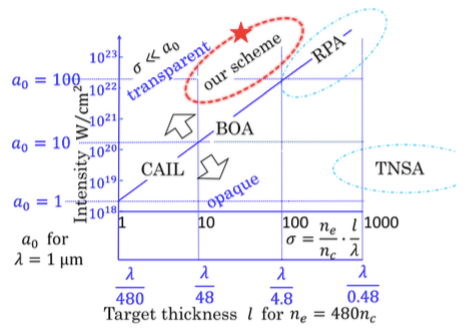 10²³
σ ≪ a₀
transparent
our scheme
RPA
a₀ = 100
10²²
Intensity W/cm²
10²¹
a₀ = 10
BOA
10²⁰
CAIL
TNSA
10¹⁹
opaque
a₀ = 1
10¹⁸
1 10 100 1000
a₀ for
λ = 1 μm
σ = nₑ/n_c · l/λ
λ/480 λ/48 λ/4.8 λ/0.48
Target thickness l for nₑ = 480n_c